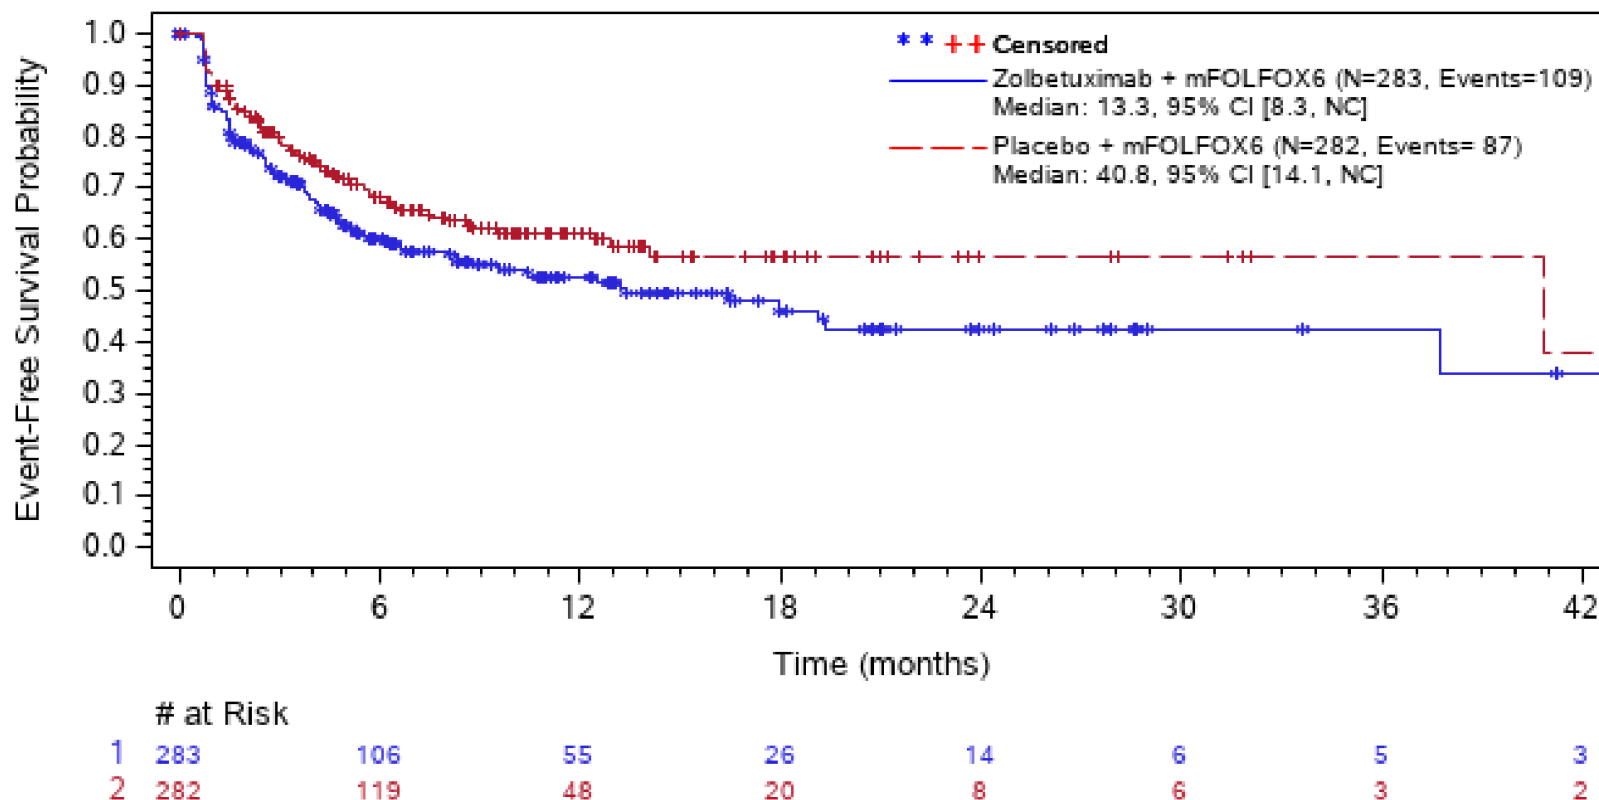 Event-Free Survival Probability
1.0
0.9
0.8
0.7
0.6
0.5
0.4
0.3
0.2
0.1
0.0
Censored
Zolbetuximab + mFOLFOX6 (N=283, Events=109)
Median: 13.3, 95% CI [8.3, NC]
Placebo + mFOLFOX6 (N=282, Events= 87)
Median: 40.8, 95% CI [14.1, NC]
0 6 12 18 24 30 36 42
Time (months)
# at Risk
1 283 106 55 26 14 6 5 3
2 282 119 48 20 8 6 3 2